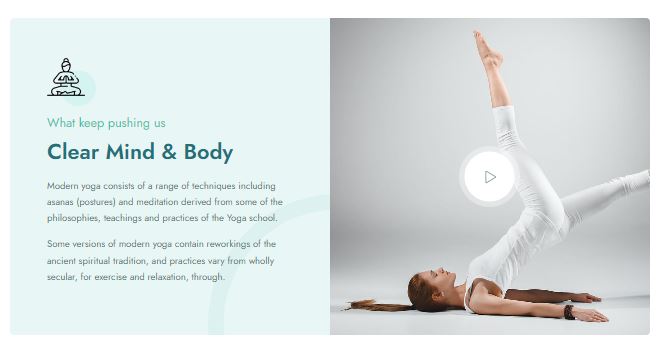 What keep pushing us
Clear Mind & Body
Modern yoga consists of a range of techniques including
asanas (postures) and meditation derived from some of the
philosophies, teachings and practices of the Yoga school.
Some versions of modern yoga contain reworkings of the
ancient spiritual tradition, and practices vary from wholly
secular, for exercise and relaxation, through.